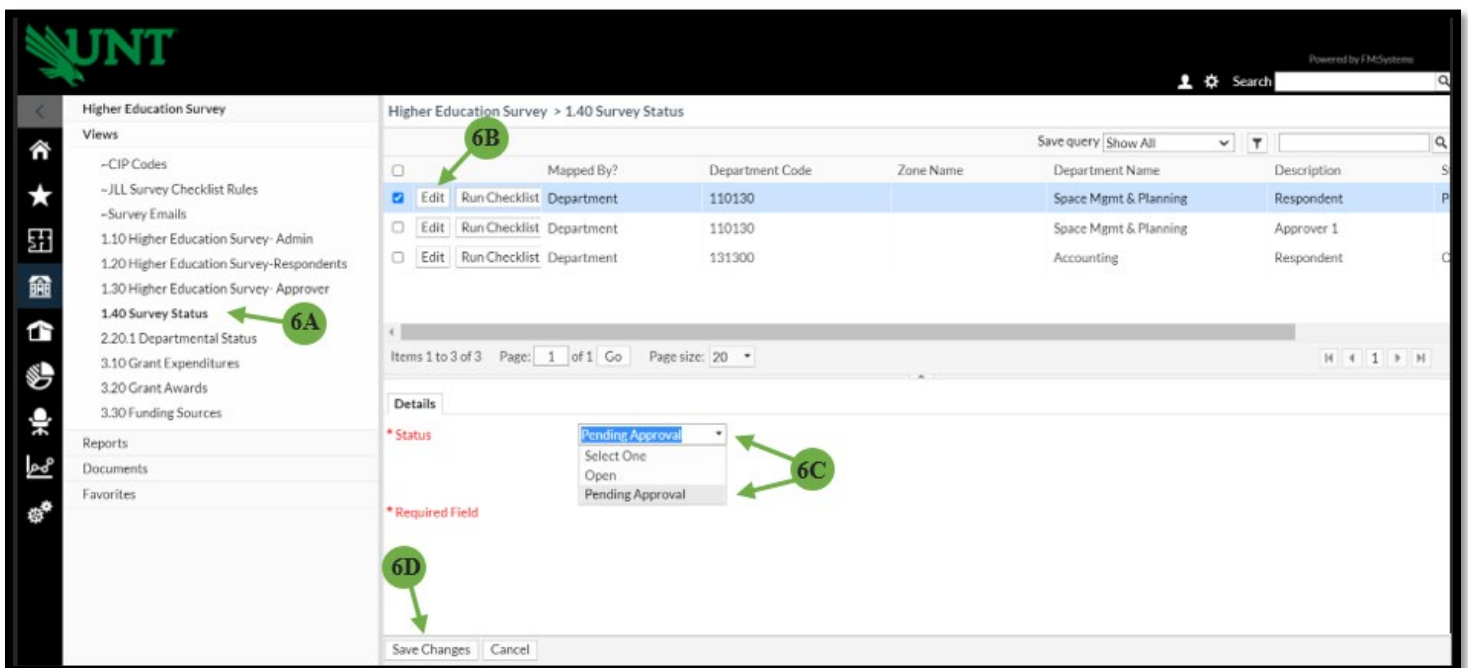 UNT
Powered by FM:Systems
Search
Higher Education Survey
Views
~CIP Codes
~JLL Survey Checklist Rules
~Survey Emails
1.10 Higher Education Survey- Admin
1.20 Higher Education Survey-Respondents
1.30 Higher Education Survey- Approver
1.40 Survey Status
6A
2.20.1 Departmental Status
3.10 Grant Expenditures
3.20 Grant Awards
3.30 Funding Sources
Reports
Documents
Favorites
Higher Education Survey > 1.40 Survey Status
6B
Save query Show All
Mapped By? Department Code Zone Name Department Name Description S
Edit Run Checklist Department 110130 Space Mgmt & Planning Respondent P
Edit Run Checklist Department 110130 Space Mgmt & Planning Approver 1
Edit Run Checklist Department 131300 Accounting Respondent O
Items 1 to 3 of 3 Page: 1 of 1 Go Page size: 20 1
Details
* Status Pending Approval
Select One
Open
Pending Approval
6C
* Required Field
6D
Save Changes Cancel